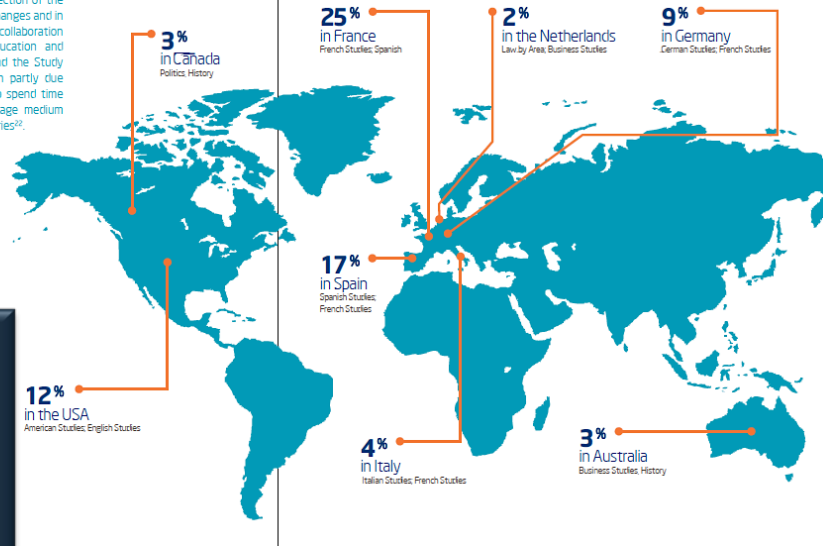 ection of the
anges and in
collaboration
ucation and
d the Study
n partly due
o spend time
age medium
ries²².
3%
in Canada
Politics, History
25%
in France
French Studies; Spanish
2%
in the Netherlands
Law by Area; Business Studies
9%
in Germany
German Studies; French Studies
17%
in Spain
Spanish Studies;
French Studies
12%
in the USA
American Studies; English Studies
4%
in Italy
Italian Studies; French Studies
3%
in Australia
Business Studies, History